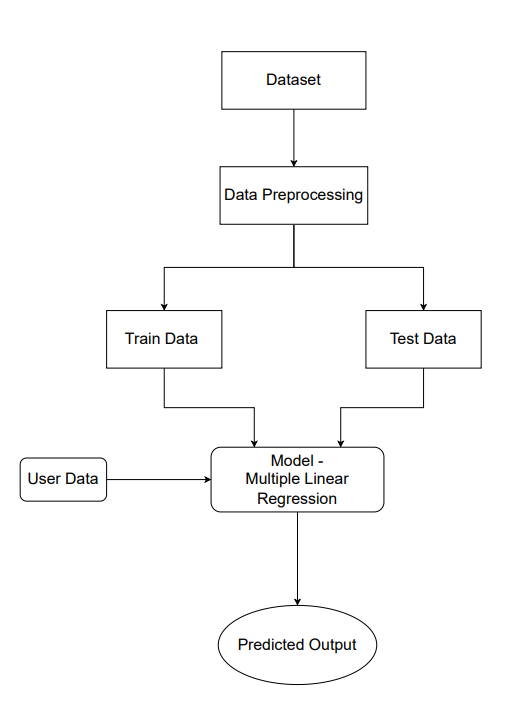 Dataset
Data Preprocessing
Train Data
Test Data
User Data
Model -
Multiple Linear
Regression
Predicted Output